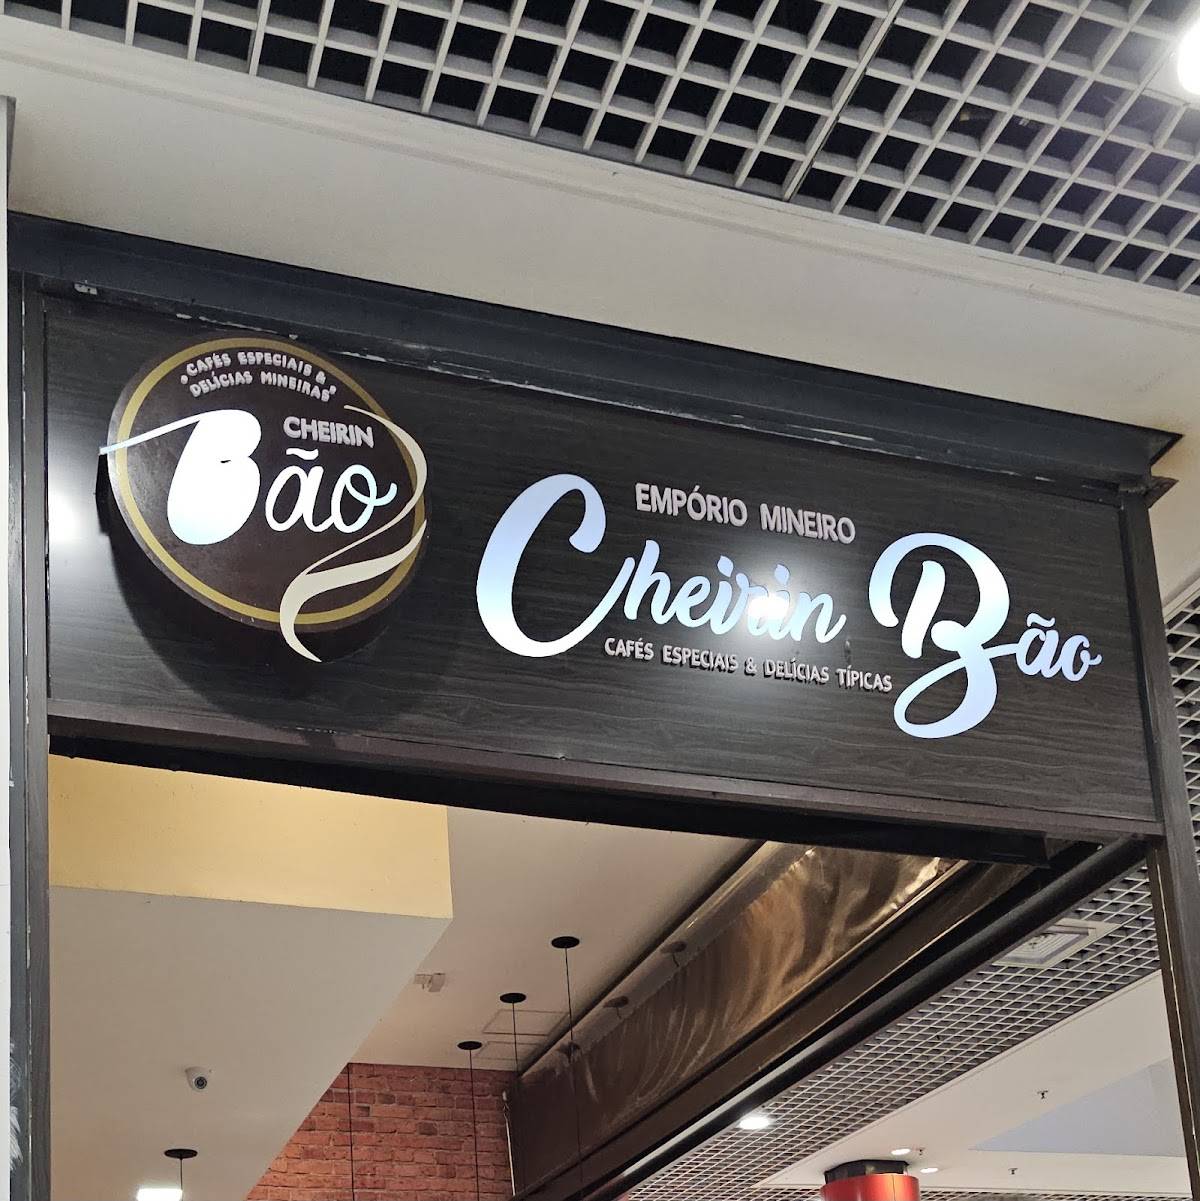 CAFÉS ESPECIAIS &
DELÍCIAS MINEIRAS
CHEIRIN
Bão
EMPÓRIO MINEIRO
Cheirin Bão
CAFÉS ESPECIAIS & DELÍCIAS TÍPICAS